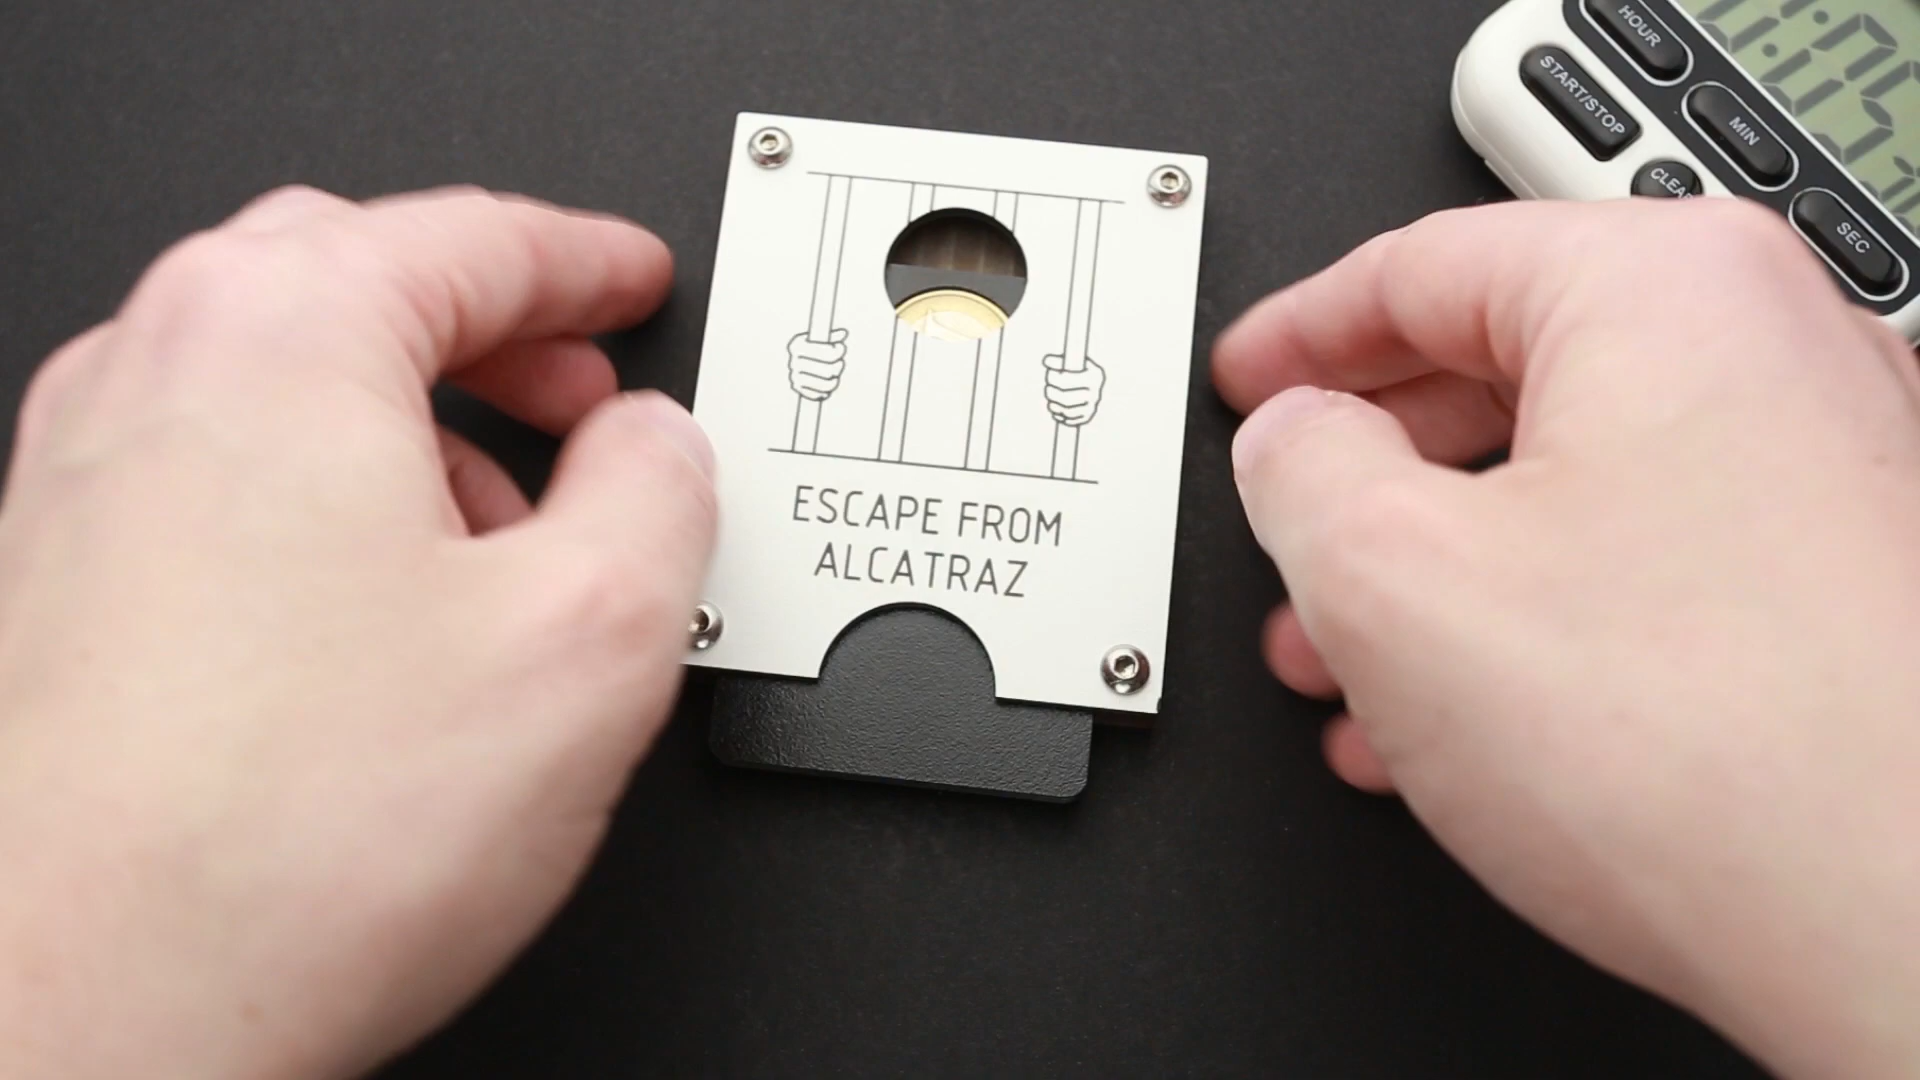 HOUR
START/STOP
MIN
SEC
ESCAPE FROM
ALCATRAZ